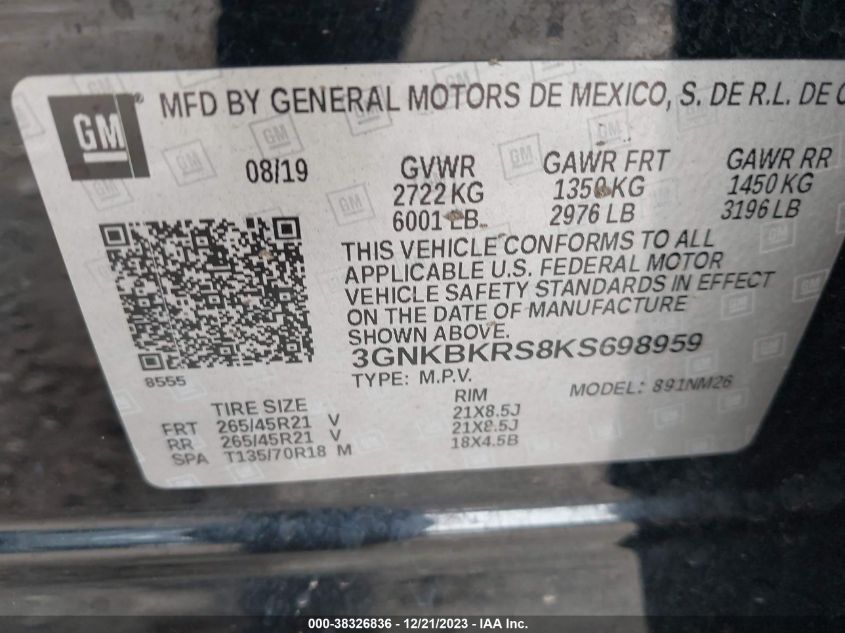 GM
MFD BY GENERAL MOTORS DE MEXICO, S. DE R.L. DE C
08/19 GVWR GAWR FRT GAWR RR
2722 KG 1350 KG 1450 KG
6001 LB 2976 LB 3196 LB
THIS VEHICLE CONFORMS TO ALL
APPLICABLE U.S. FEDERAL MOTOR
VEHICLE SAFETY STANDARDS IN EFFECT
ON THE DATE OF MANUFACTURE
SHOWN ABOVE.
3GNKBKRS8KS698959
8555
TYPE: M.P.V. MODEL: 891NM26
TIRE SIZE RIM
FRT 265/45R21 V 21X8.5J
RR 265/45R21 V 21X8.5J
SPA T135/70R18 M 18X4.5B
000-38326836 - 12/21/2023 - IAA Inc.